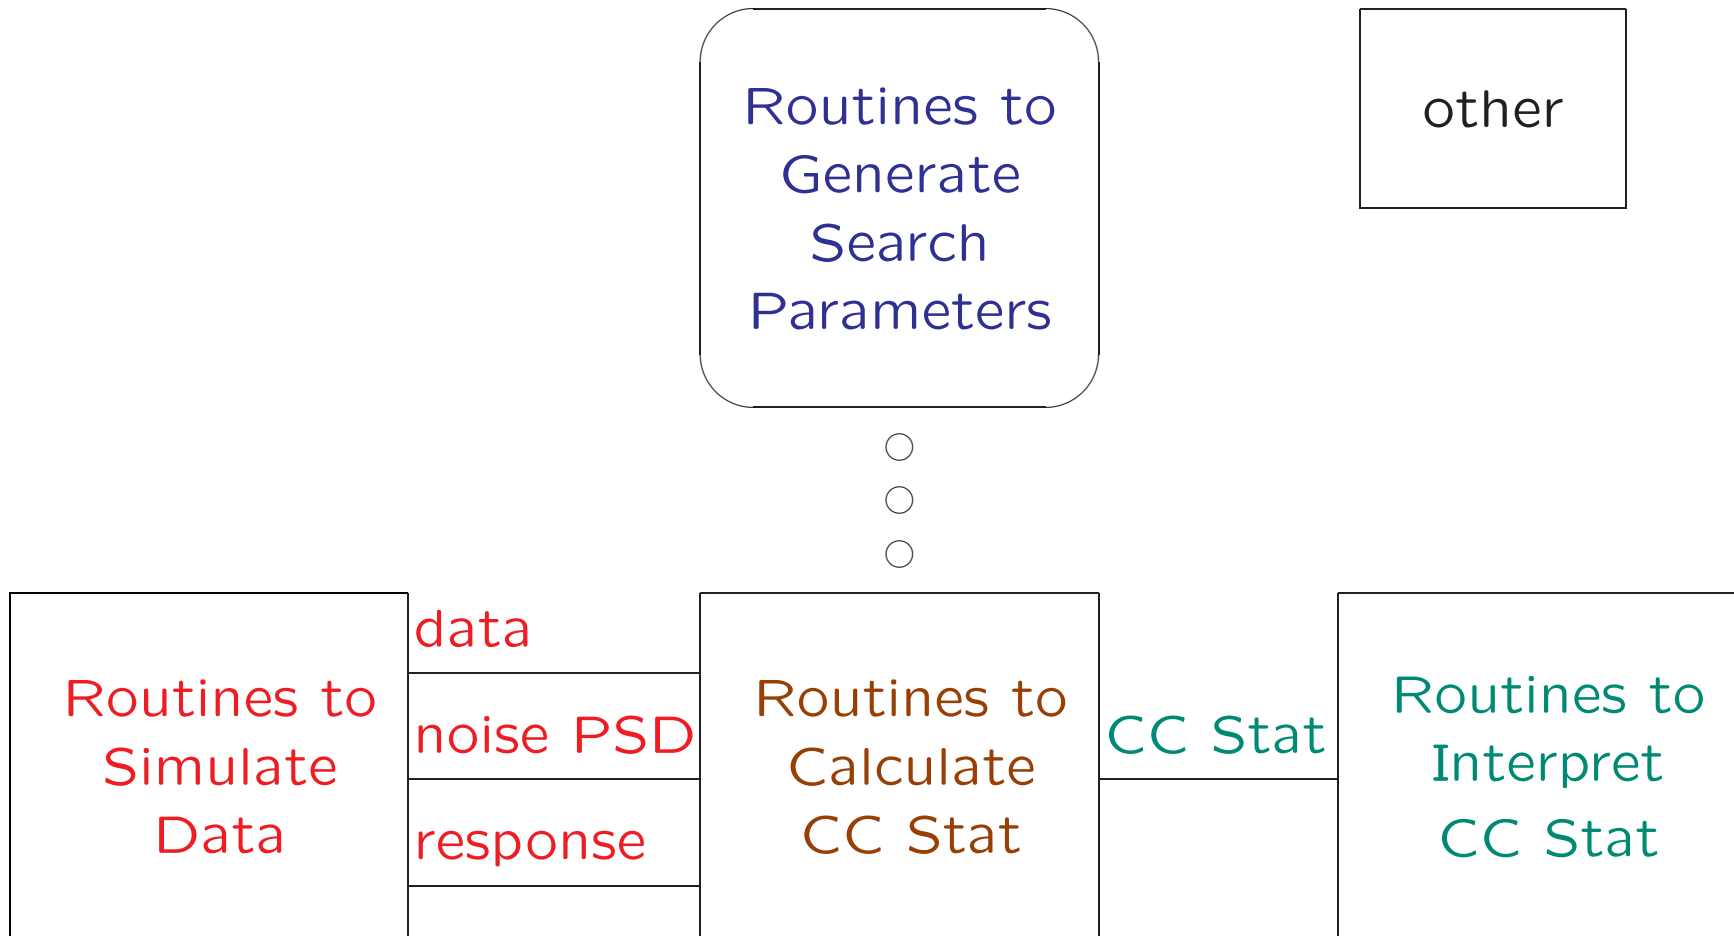 Routines to
Generate
Search
Parameters
other
Routines to
Simulate
Data
data
noise PSD
response
Routines to
Calculate
CC Stat
CC Stat
Routines to
Interpret
CC Stat